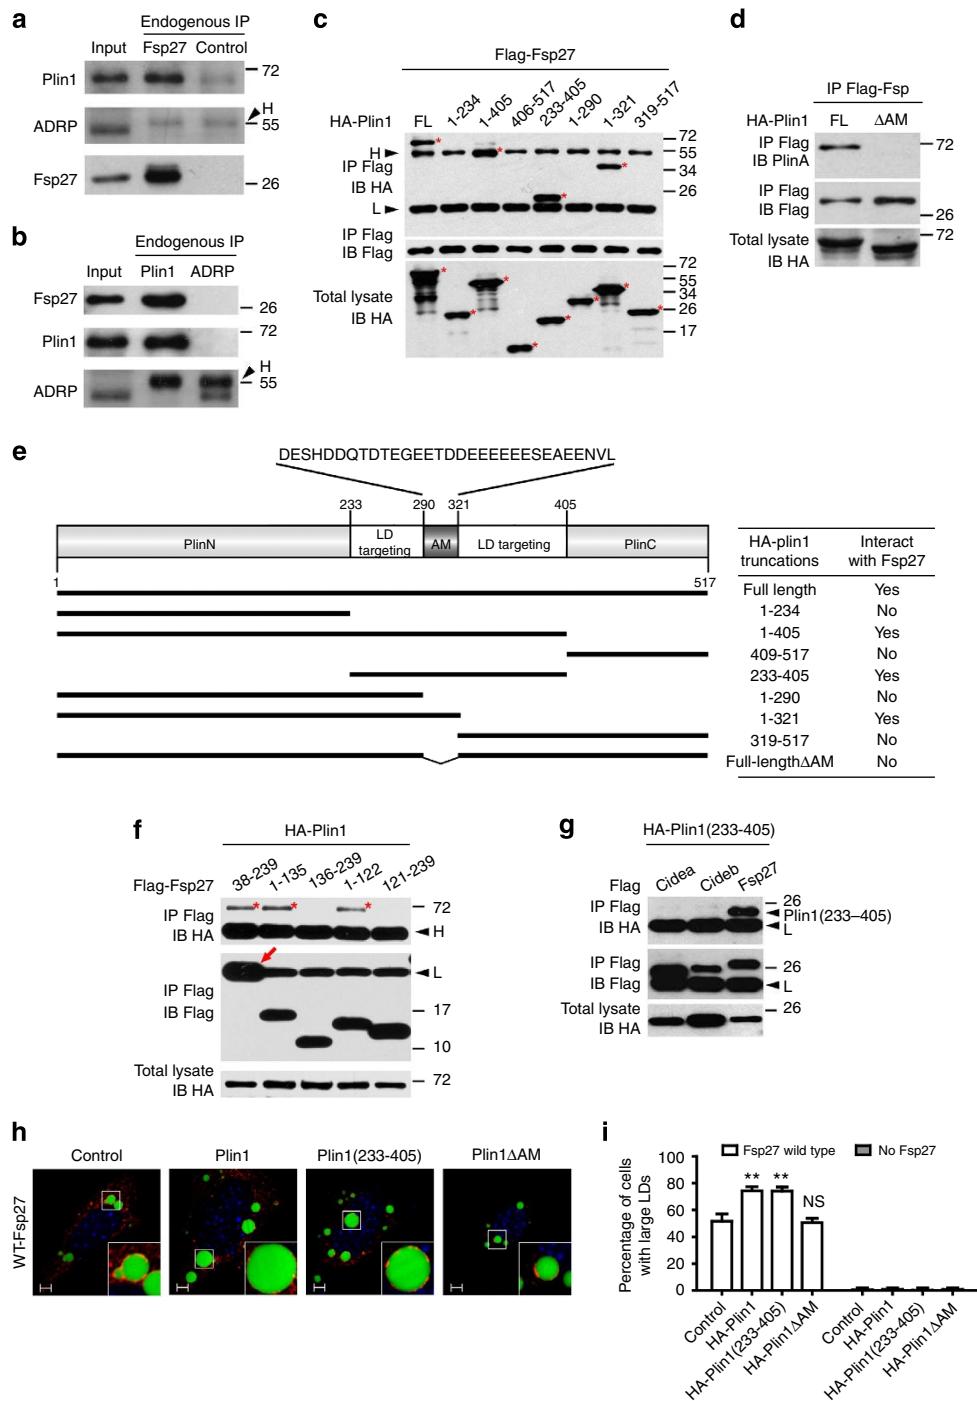 a
Endogenous IP
Input Fsp27 Control
Plin1
72
H
ADRP
55
Fsp27
26
b
Endogenous IP
Input Plin1 ADRP
Fsp27
26
72
Plin1
H
ADRP
55
c
Flag-Fsp27
HA-Plin1 FL 1-234 1-405 406-517 233-405 1-290 1-321 319-517
72
H
55
IP Flag
34
IB HA
26
L
IP Flag
IB Flag
72
55
Total lysate
34
IB HA
26
17
d
IP Flag-Fsp
HA-Plin1 FL ΔAM
IP Flag
IB PlinA
72
IP Flag
IB Flag
26
Total lysate
72
IB HA
e
DESHDDQTDTEGEETDDEEEEEESEAEENVL
233 290 321 405
PlinN
LD
targeting
AM
LD targeting
PlinC
1 517
HA-plin1
truncations
Interact
with Fsp27
Full length Yes
1-234 No
1-405 Yes
409-517 No
233-405 Yes
1-290 No
1-321 Yes
319-517 No
Full-lengthΔAM No
f
HA-Plin1
Flag-Fsp27 38-239 1-135 136-239 1-122 121-239
IP Flag
72
IB HA
H
L
IP Flag
IB Flag
17
10
Total lysate
72
IB HA
g
HA-Plin1(233-405)
Flag Cidea Cideb Fsp27
IP Flag
26
Plin1(233–405)
IB HA
L
IP Flag
26
IB Flag
L
Total lysate
26
IB HA
h
Control Plin1 Plin1(233-405) Plin1ΔAM
WT-Fsp27
i
Fsp27 wild type No Fsp27
Percentage of cells
with large LDs
100
80
60
40
20
0
** ** NS
Control HA-Plin1 HA-Plin1(233-405) HA-Plin1ΔAM
Control HA-Plin1 HA-Plin1(233-405) HA-Plin1ΔAM